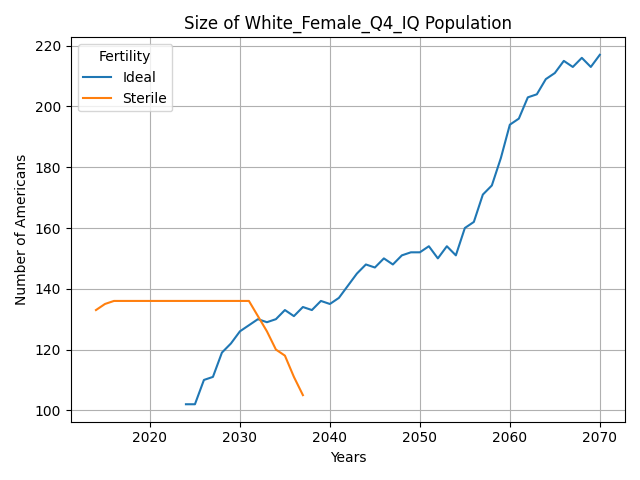 Size of White_Female_Q4_IQ Population
Number of Americans
220
200
180
160
140
120
100
Fertility
Ideal
Sterile
2020 2030 2040 2050 2060 2070
Years